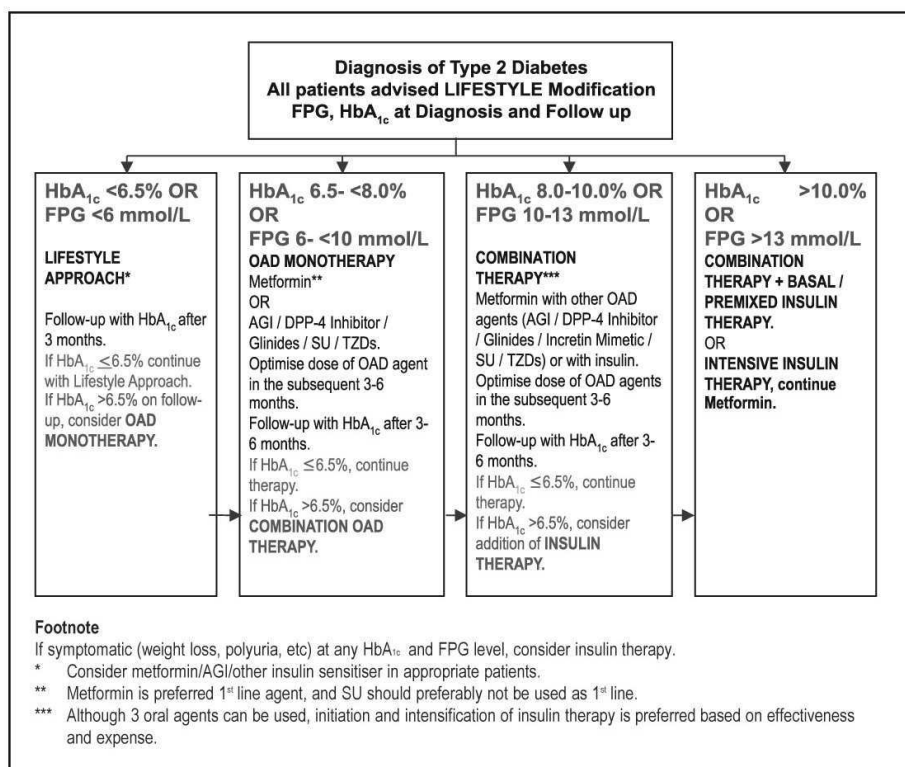 Diagnosis of Type 2 Diabetes
All patients advised LIFESTYLE Modification
FPG, HbA1c at Diagnosis and Follow up
HbA1c <6.5% OR
FPG <6 mmol/L
LIFESTYLE
APPROACH*
Follow-up with HbA1c after
3 months.
If HbA1c ≤6.5% continue
with Lifestyle Approach.
If HbA1c >6.5% on follow-
up, consider OAD
MONOTHERAPY.
HbA1c 6.5- <8.0%
OR
FPG 6- <10 mmol/L
OAD MONOTHERAPY
Metformin**
OR
AGI / DPP-4 Inhibitor /
Glinides / SU / TZDs.
Optimise dose of OAD agent
in the subsequent 3-6
months.
Follow-up with HbA1c after 3-
6 months.
If HbA1c ≤6.5%, continue
therapy.
If HbA1c >6.5%, consider
COMBINATION OAD
THERAPY.
HbA1c 8.0-10.0% OR
FPG 10-13 mmol/L
COMBINATION
THERAPY***
Metformin with other OAD
agents (AGI / DPP-4 Inhibitor
/ Glinides / Incretin Mimetic /
SU / TZDs) or with insulin.
Optimise dose of OAD agents
in the subsequent 3-6
months.
Follow-up with HbA1c after 3-
6 months.
If HbA1c ≤6.5%, continue
therapy.
If HbA1c >6.5%, consider
addition of INSULIN
THERAPY.
HbA1c >10.0%
OR
FPG >13 mmol/L
COMBINATION
THERAPY + BASAL /
PREMIXED INSULIN
THERAPY.
OR
INTENSIVE INSULIN
THERAPY, continue
Metformin.
Footnote
If symptomatic (weight loss, polyuria, etc) at any HbA1c and FPG level, consider insulin therapy.
* Consider metformin/AGI/other insulin sensitiser in appropriate patients.
** Metformin is preferred 1st line agent, and SU should preferably not be used as 1st line.
*** Although 3 oral agents can be used, initiation and intensification of insulin therapy is preferred based on effectiveness
and expense.